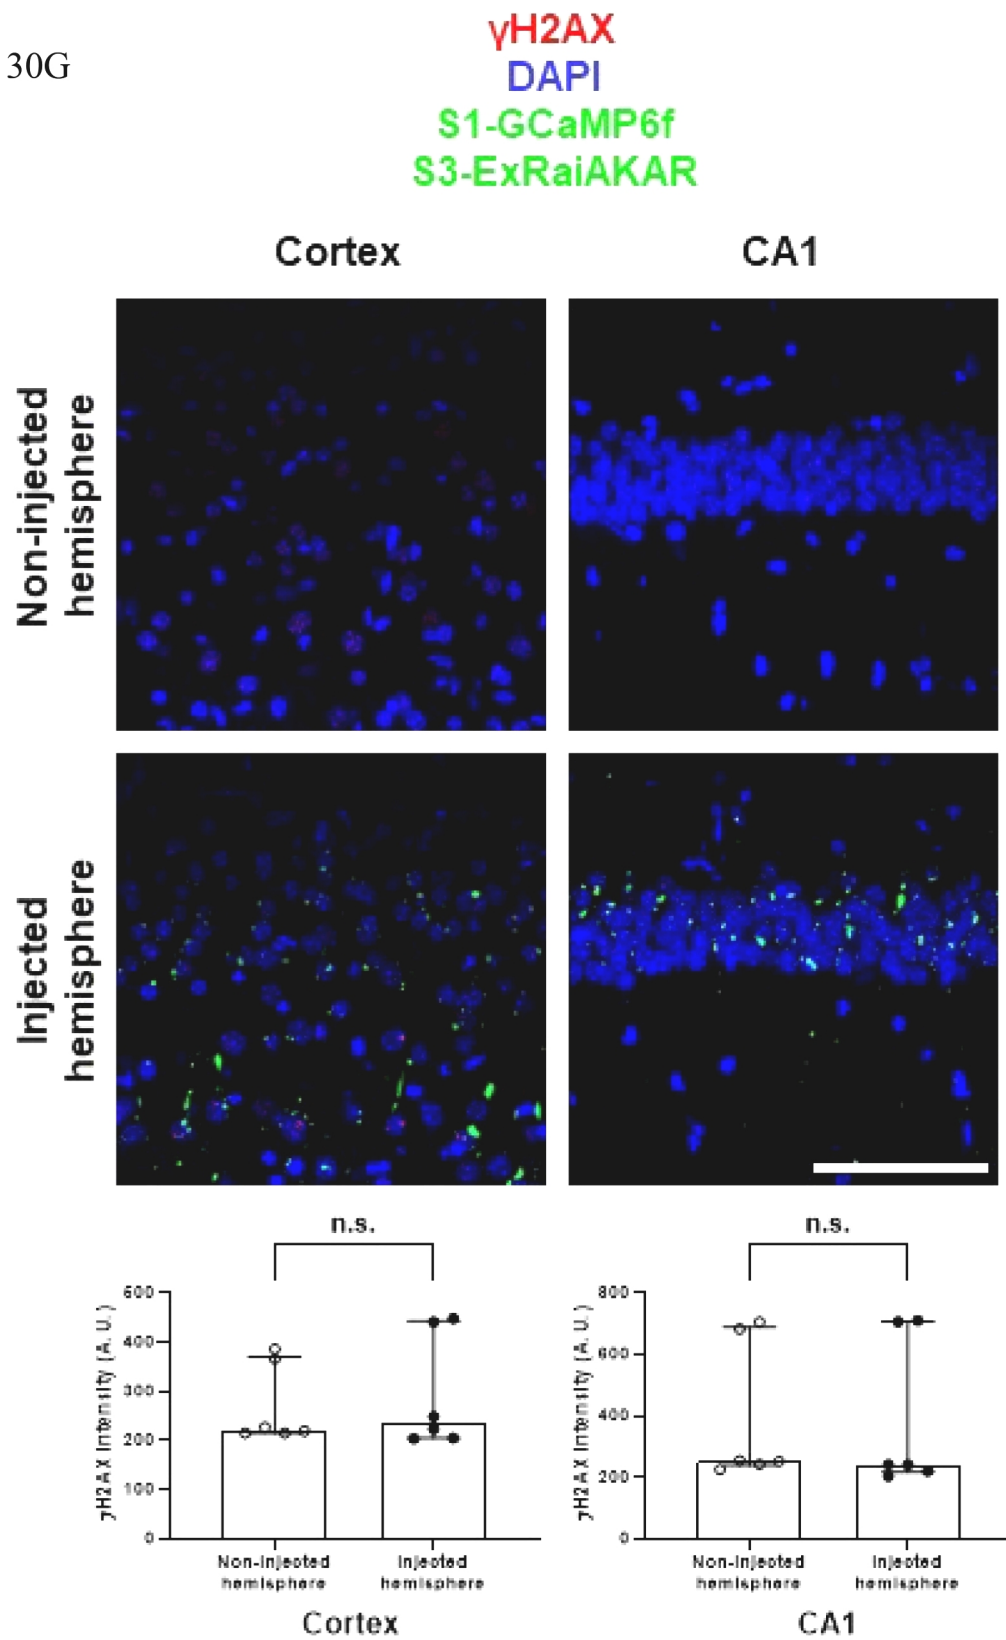 30G
γH2AX
DAPI
S1-GCaMP6f
S3-ExRaiAKAR
Cortex
CA1
Non-injected
hemisphere
Injected
hemisphere
n.s.
γH2AX Intensity (A. U.)
600
400
300
200
100
0
Non-Injected
hemisphere
Injected
hemisphere
Cortex
n.s.
γH2AX Intensity (A. U.)
800
600
400
200
0
Non-Injected
hemisphere
Injected
hemisphere
CA1